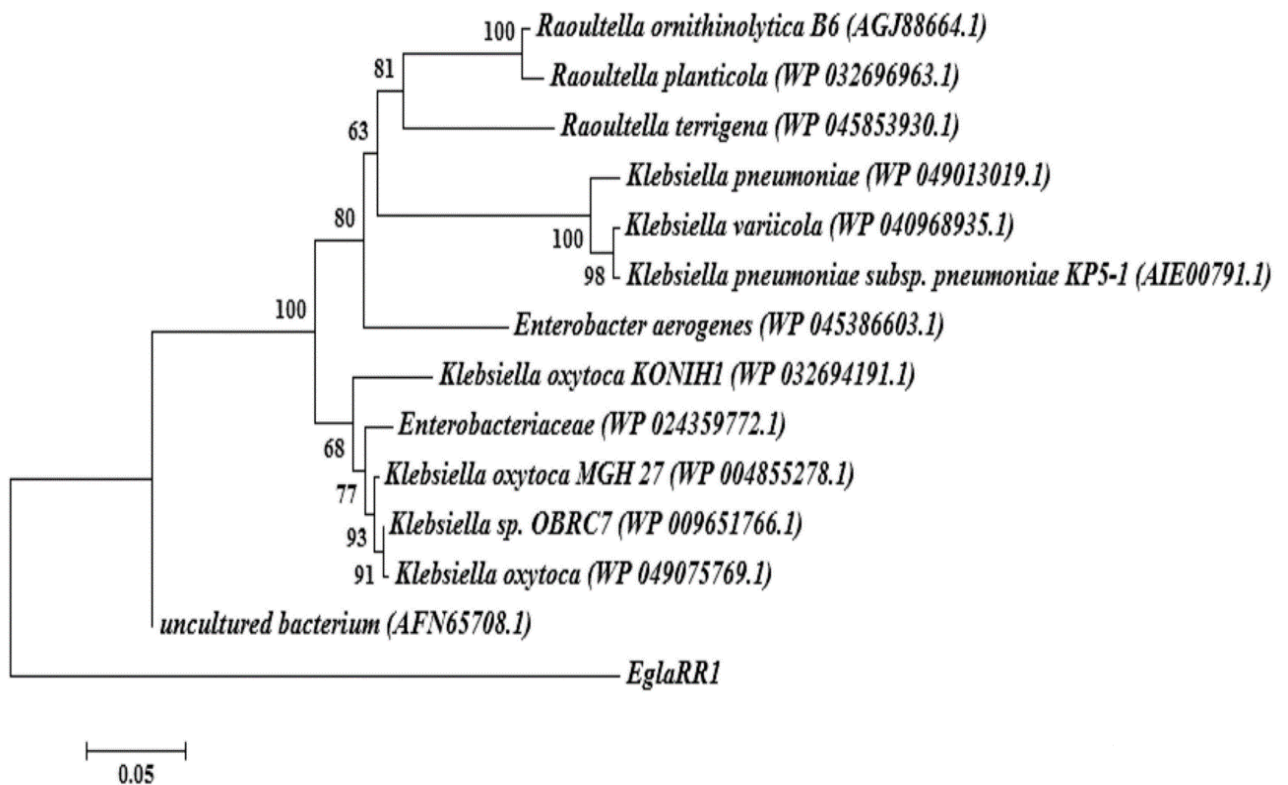 100
Raoultella ornithinolytica B6 (AGJ88664.1)
81
Raoultella planticola (WP 032696963.1)
63
Raoultella terrigena (WP 045853930.1)
Klebsiella pneumoniae (WP 049013019.1)
80
Klebsiella variicola (WP 040968935.1)
100
98
Klebsiella pneumoniae subsp. pneumoniae KP5-1 (AIE00791.1)
100
Enterobacter aerogenes (WP 045386603.1)
Klebsiella oxytoca KONIH1 (WP 032694191.1)
Enterobacteriaceae (WP 024359772.1)
68
Klebsiella oxytoca MGH 27 (WP 004855278.1)
77
Klebsiella sp. OBRC7 (WP 009651766.1)
93
91
Klebsiella oxytoca (WP 049075769.1)
uncultured bacterium (AFN65708.1)
EglaRR1
0.05